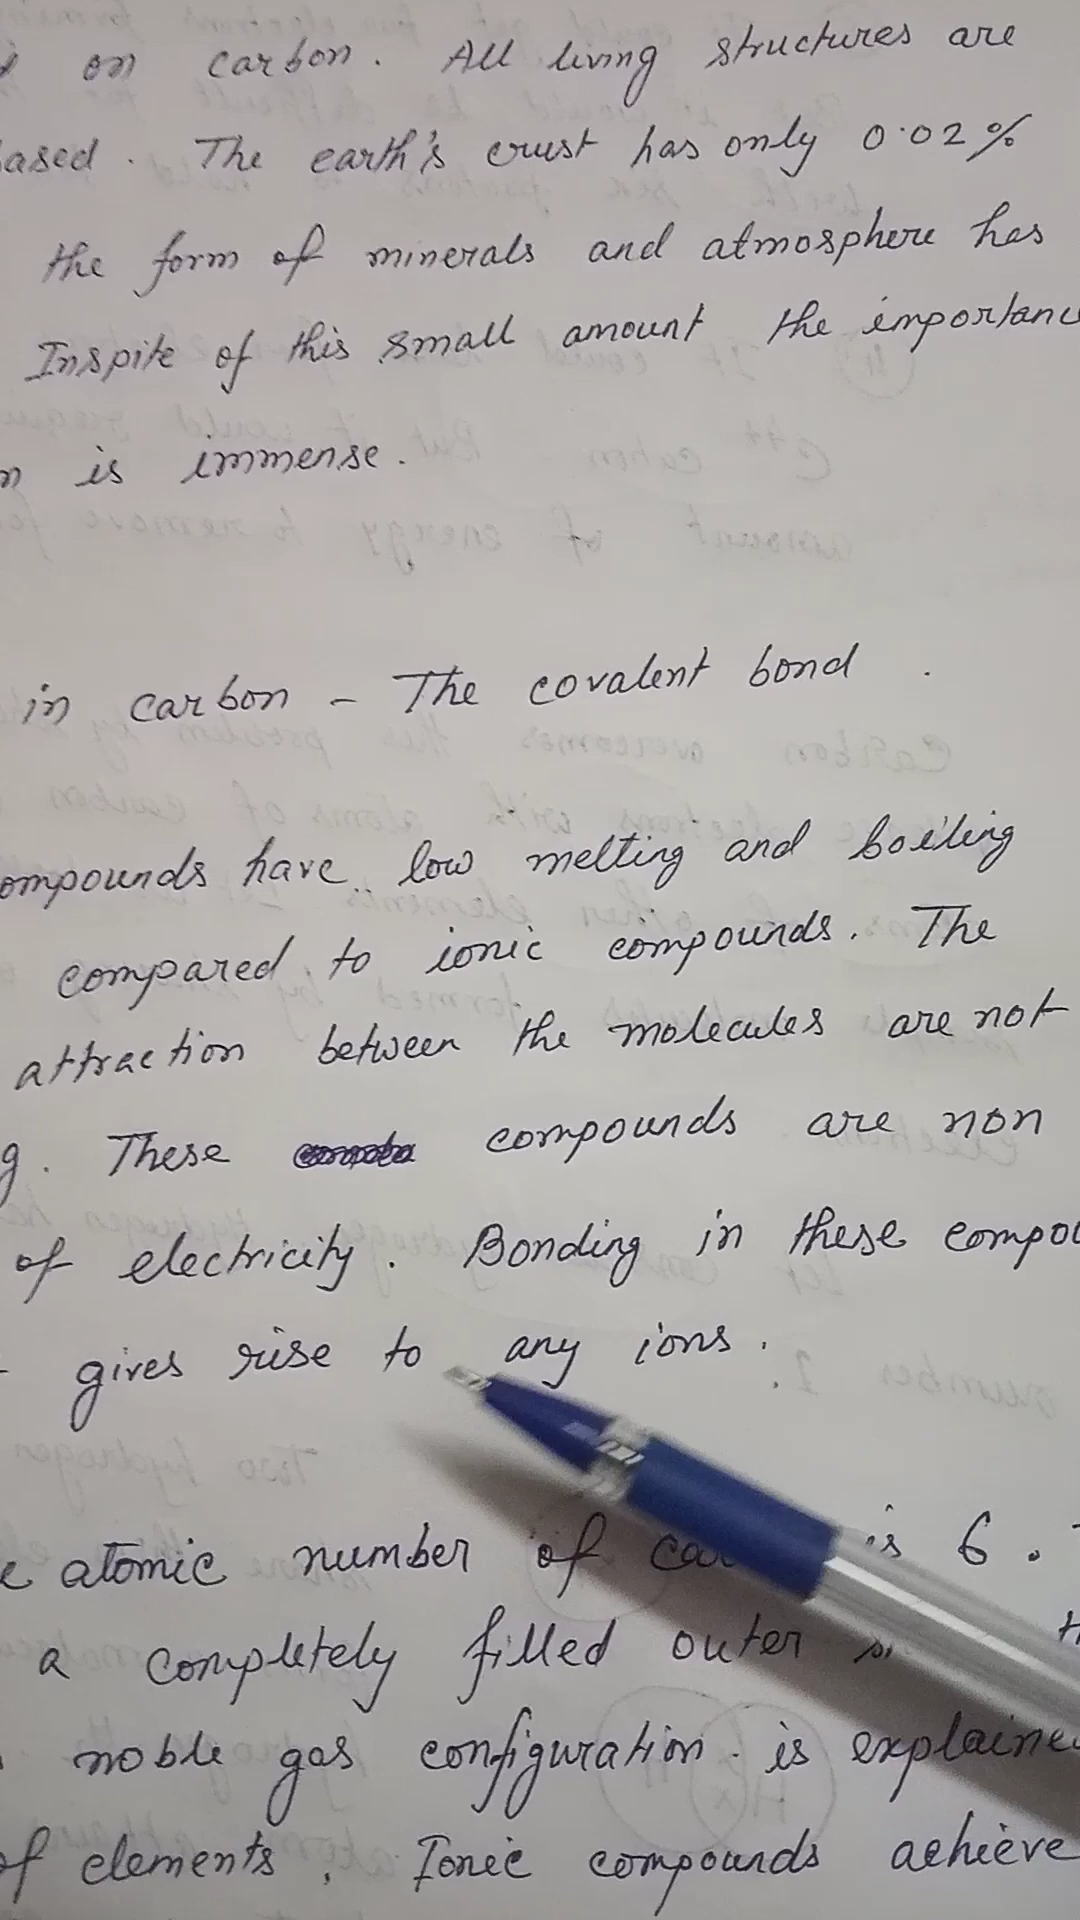 on carbon. All living structures are
ased. The earth's crust has only 0.02%
the form of minerals and atmosphere has
Inspite of this small amount the importanc
n is immense.
in carbon - The covalent bond.
ompounds have low melting and boiling
compared to ionic compounds. The
attraction between the molecules are not
g. These compounds are non
of electricity. Bonding in these compou
gives rise to any ions.
e atomic number of ca is 6.
a completely filled outer
noble gas configuration. is explaine
of elements. Ionic compounds achieve